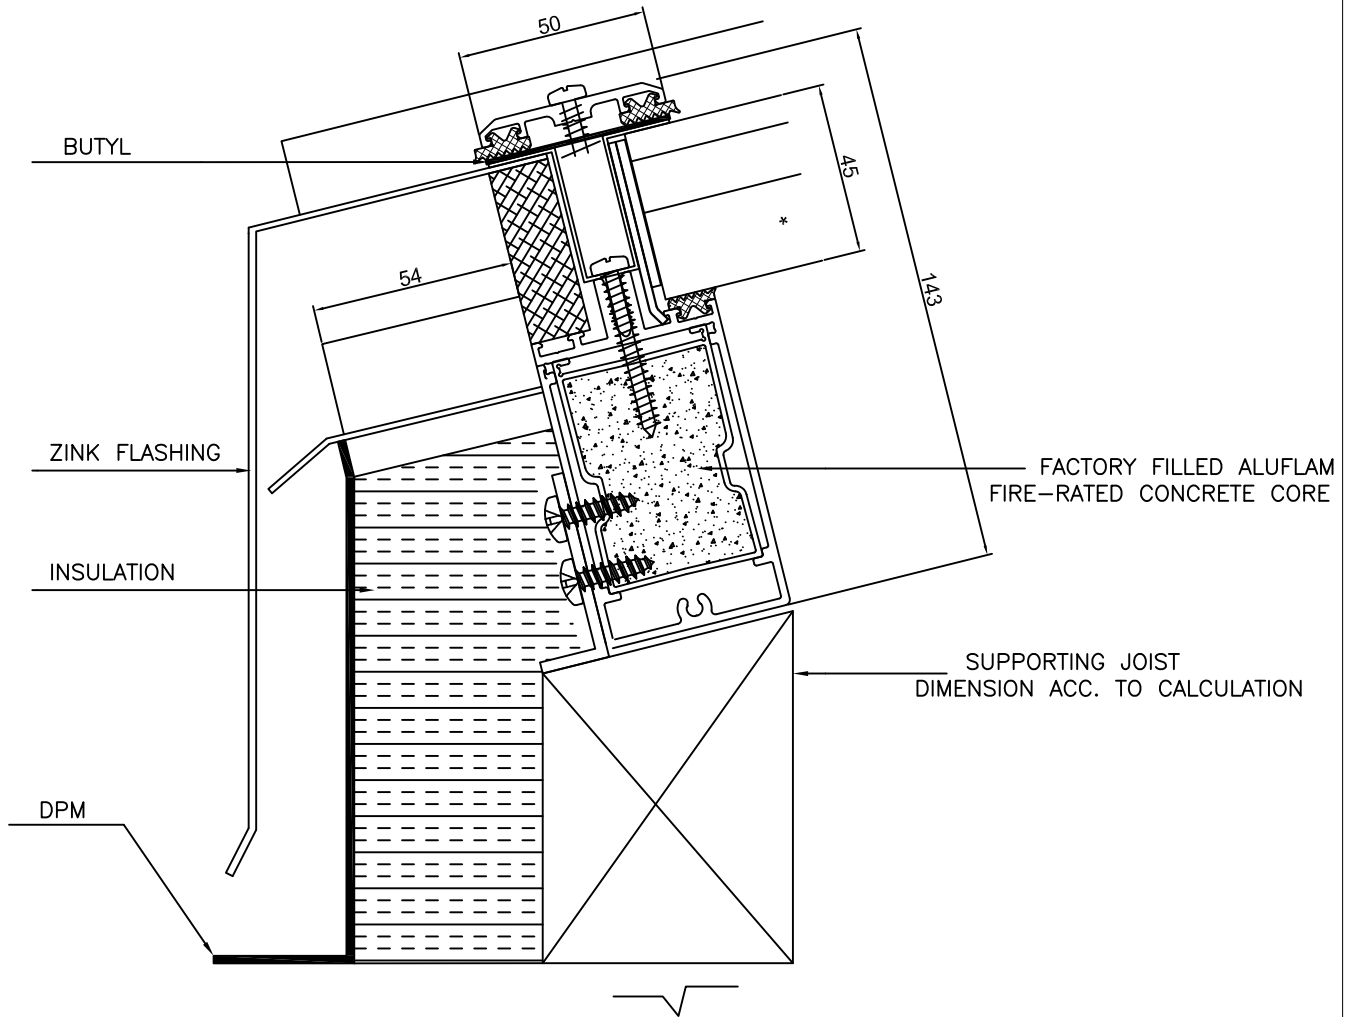 50
BUTYL
45
*
54
143
ZINK FLASHING
FACTORY FILLED ALUFLAM
FIRE-RATED CONCRETE CORE
INSULATION
SUPPORTING JOIST
DIMENSION ACC. TO CALCULATION
DPM